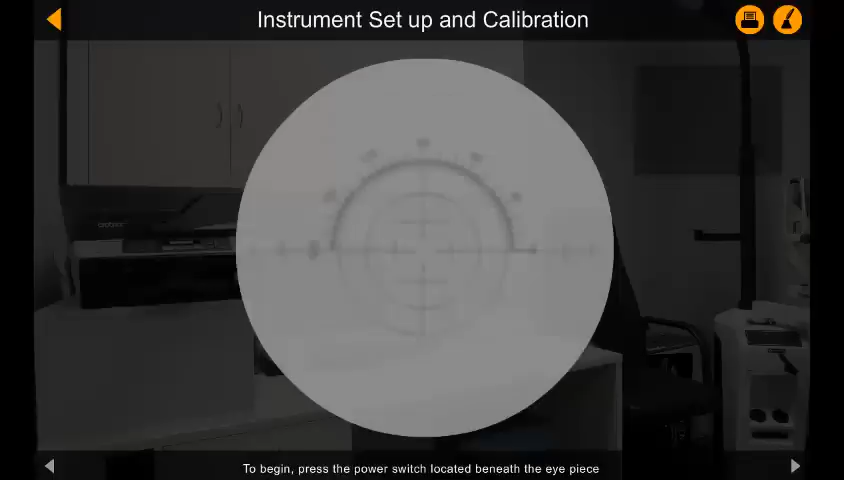 Instrument Set up and Calibration
To begin, press the power switch located beneath the eye piece